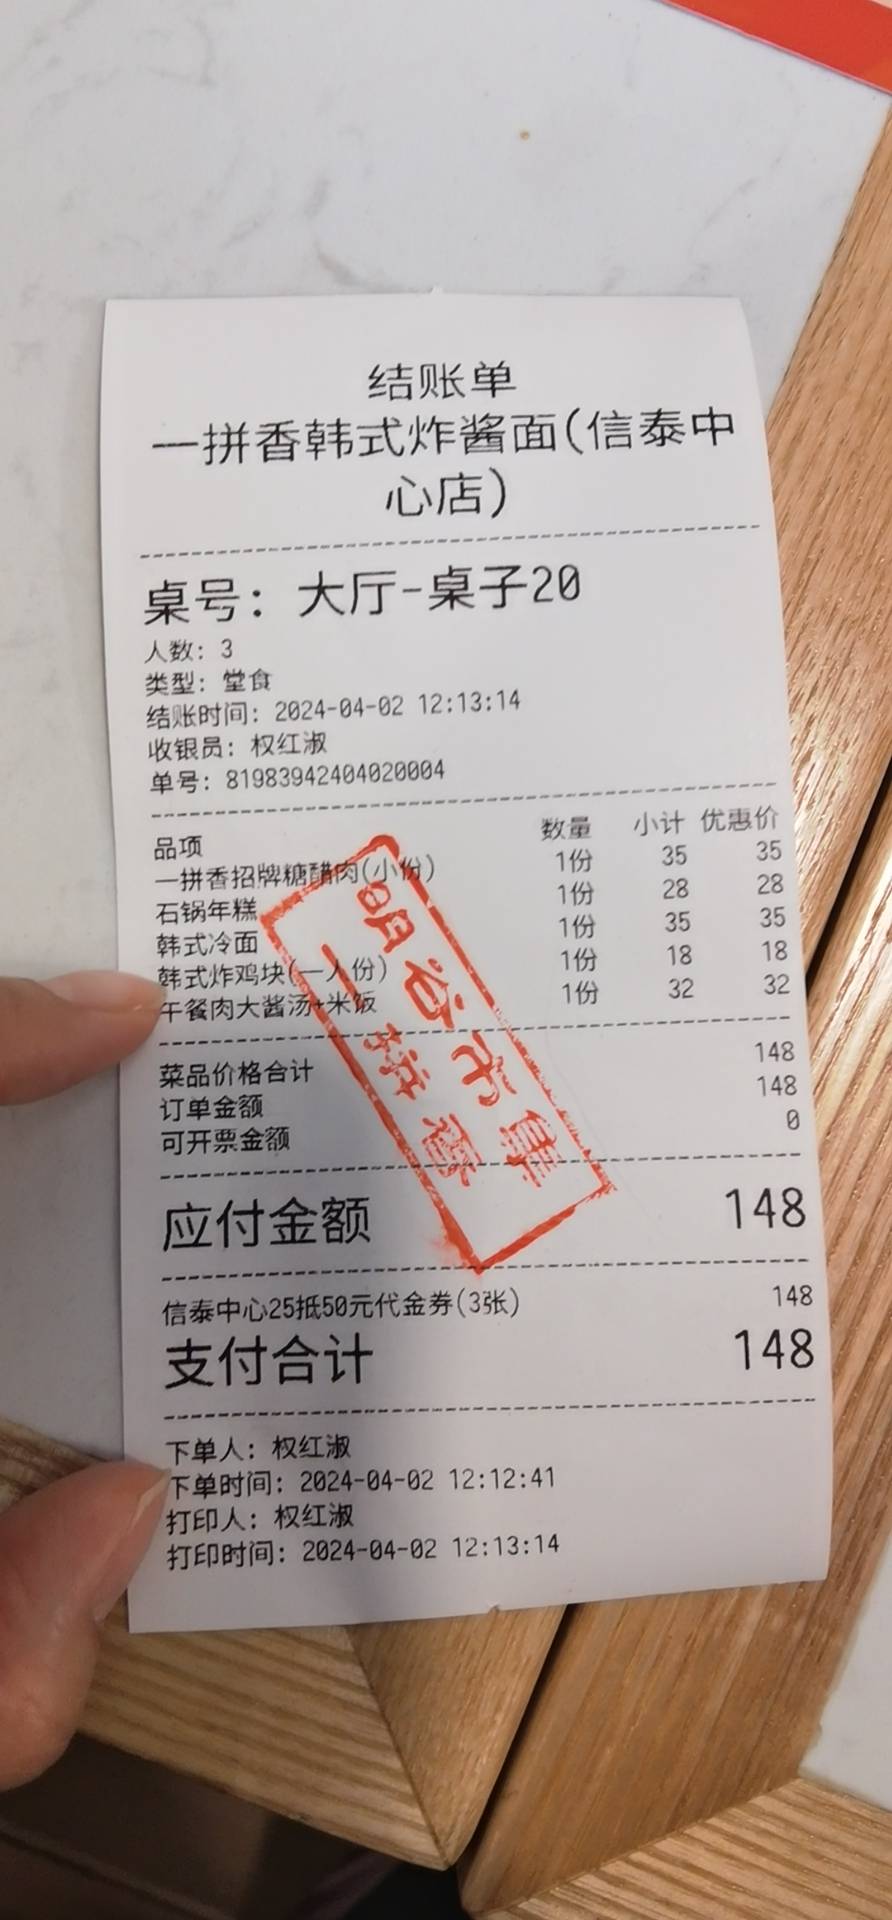 结账单
一拼香韩式炸酱面(信泰中
心店)
桌号: 大厅-桌子20
人数: 3
类型: 堂食
结账时间: 2024-04-02 12:13:14
收银员: 权红淑
单号: 81983942404020004
品项 数量 小计 优惠价
一拼香招牌糖醋肉(小份) 1份 35 35
石锅年糕 1份 28 28
韩式冷面 1份 35 35
韩式炸鸡块(一人份) 1份 18 18
午餐肉大酱汤+米饭 1份 32 32
菜品价格合计 148
订单金额 148
可开票金额 0
应付金额 148
信泰中心25抵50元代金券(3张) 148
支付合计 148
下单人: 权红淑
下单时间: 2024-04-02 12:12:41
打印人: 权红淑
打印时间: 2024-04-02 12:13:14
明谷市集
一拼香